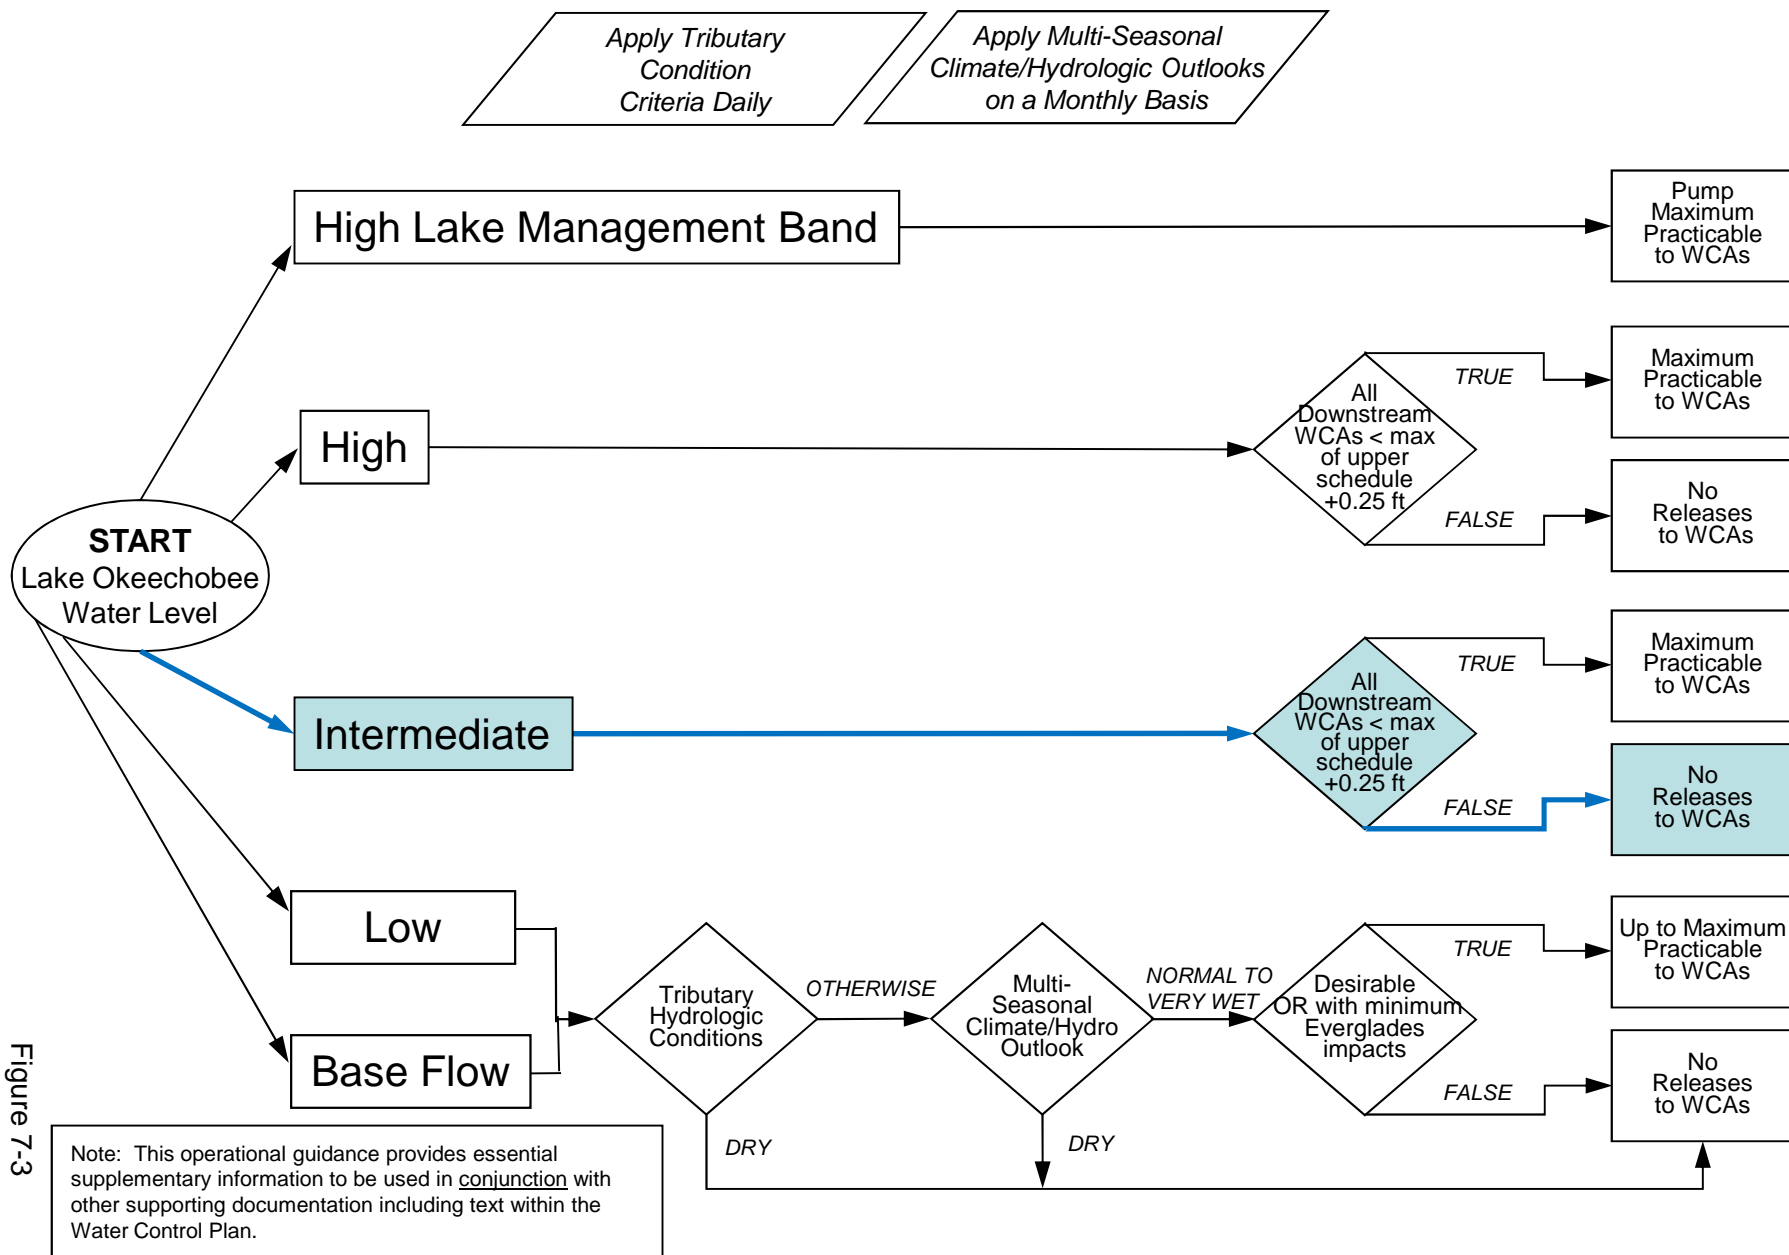 Apply Tributary
Condition
Criteria Daily
Apply Multi-Seasonal
Climate/Hydrologic Outlooks
on a Monthly Basis
High Lake Management Band
Pump
Maximum
Practicable
to WCAs
High
All
Downstream
WCAs < max
of upper
schedule
+0.25 ft
TRUE
Maximum
Practicable
to WCAs
FALSE
No
Releases
to WCAs
START
Lake Okeechobee
Water Level
Intermediate
All
Downstream
WCAs < max
of upper
schedule
+0.25 ft
TRUE
Maximum
Practicable
to WCAs
FALSE
No
Releases
to WCAs
Low
Base Flow
Tributary
Hydrologic
Conditions
OTHERWISE
DRY
Multi-
Seasonal
Climate/Hydro
Outlook
NORMAL TO
VERY WET
DRY
Desirable
OR with minimum
Everglades
impacts
TRUE
Up to Maximum
Practicable
to WCAs
FALSE
No
Releases
to WCAs
Figure 7-3
Note: This operational guidance provides essential
supplementary information to be used in conjunction with
other supporting documentation including text within the
Water Control Plan.